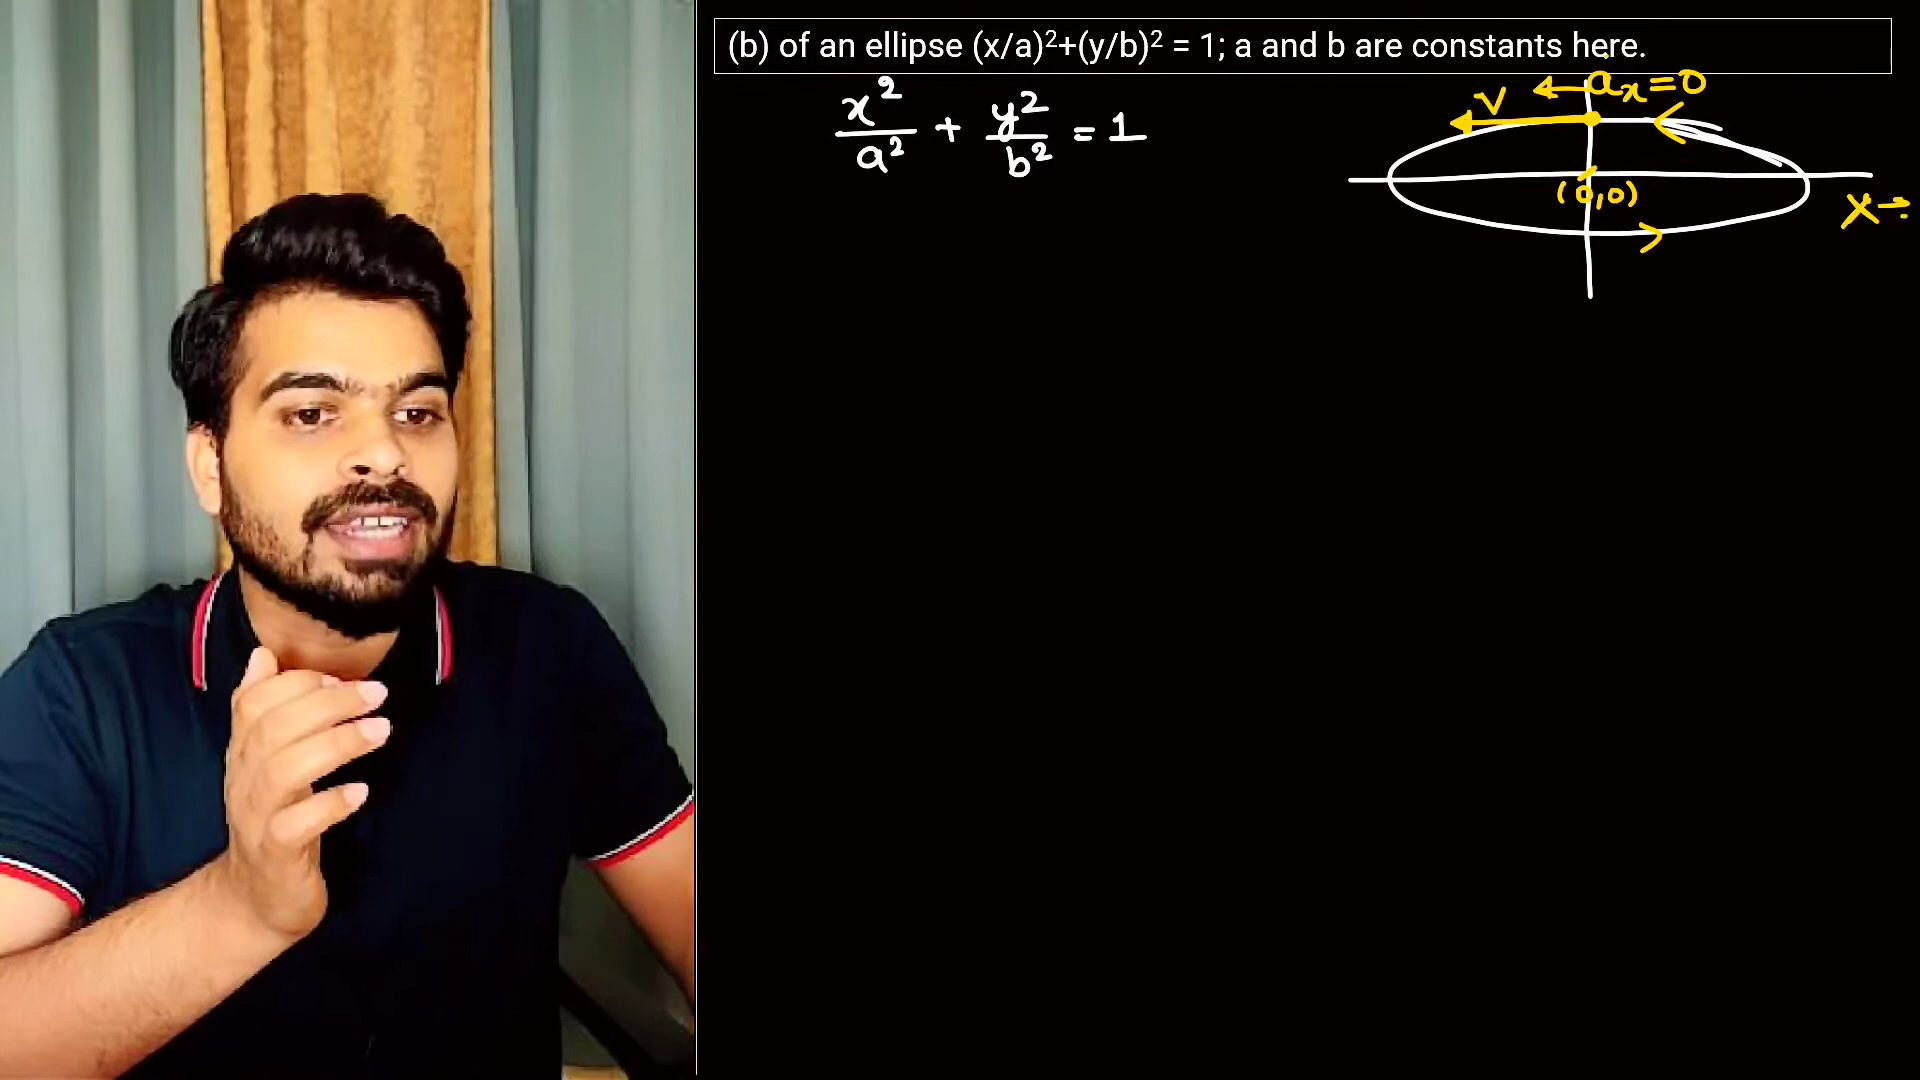 (b) of an ellipse (x/a)²+(y/b)² = 1; a and b are constants here.
x²/a² + y²/b² = 1
v
aₓ=0
(0,0)
X→